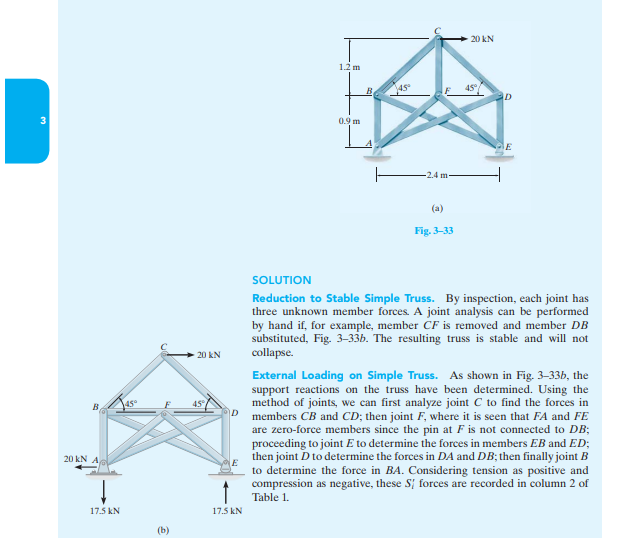 C
20 kN
1.2 m
B
45°
F
45°
D
3
0.9 m
A
E
2.4 m
(a)
Fig. 3–33
SOLUTION
Reduction to Stable Simple Truss. By inspection, each joint has
three unknown member forces. A joint analysis can be performed
by hand if, for example, member CF is removed and member DB
substituted, Fig. 3–33b. The resulting truss is stable and will not
collapse.
External Loading on Simple Truss. As shown in Fig. 3–33b, the
support reactions on the truss have been determined. Using the
method of joints, we can first analyze joint C to find the forces in
members CB and CD; then joint F, where it is seen that FA and FE
are zero-force members since the pin at F is not connected to DB;
proceeding to joint E to determine the forces in members EB and ED;
then joint D to determine the forces in DA and DB; then finally joint B
to determine the force in BA. Considering tension as positive and
compression as negative, these S′i forces are recorded in column 2 of
Table 1.
C
20 kN
B
45°
F
45°
D
20 kN
A
E
17.5 kN
17.5 kN
(b)